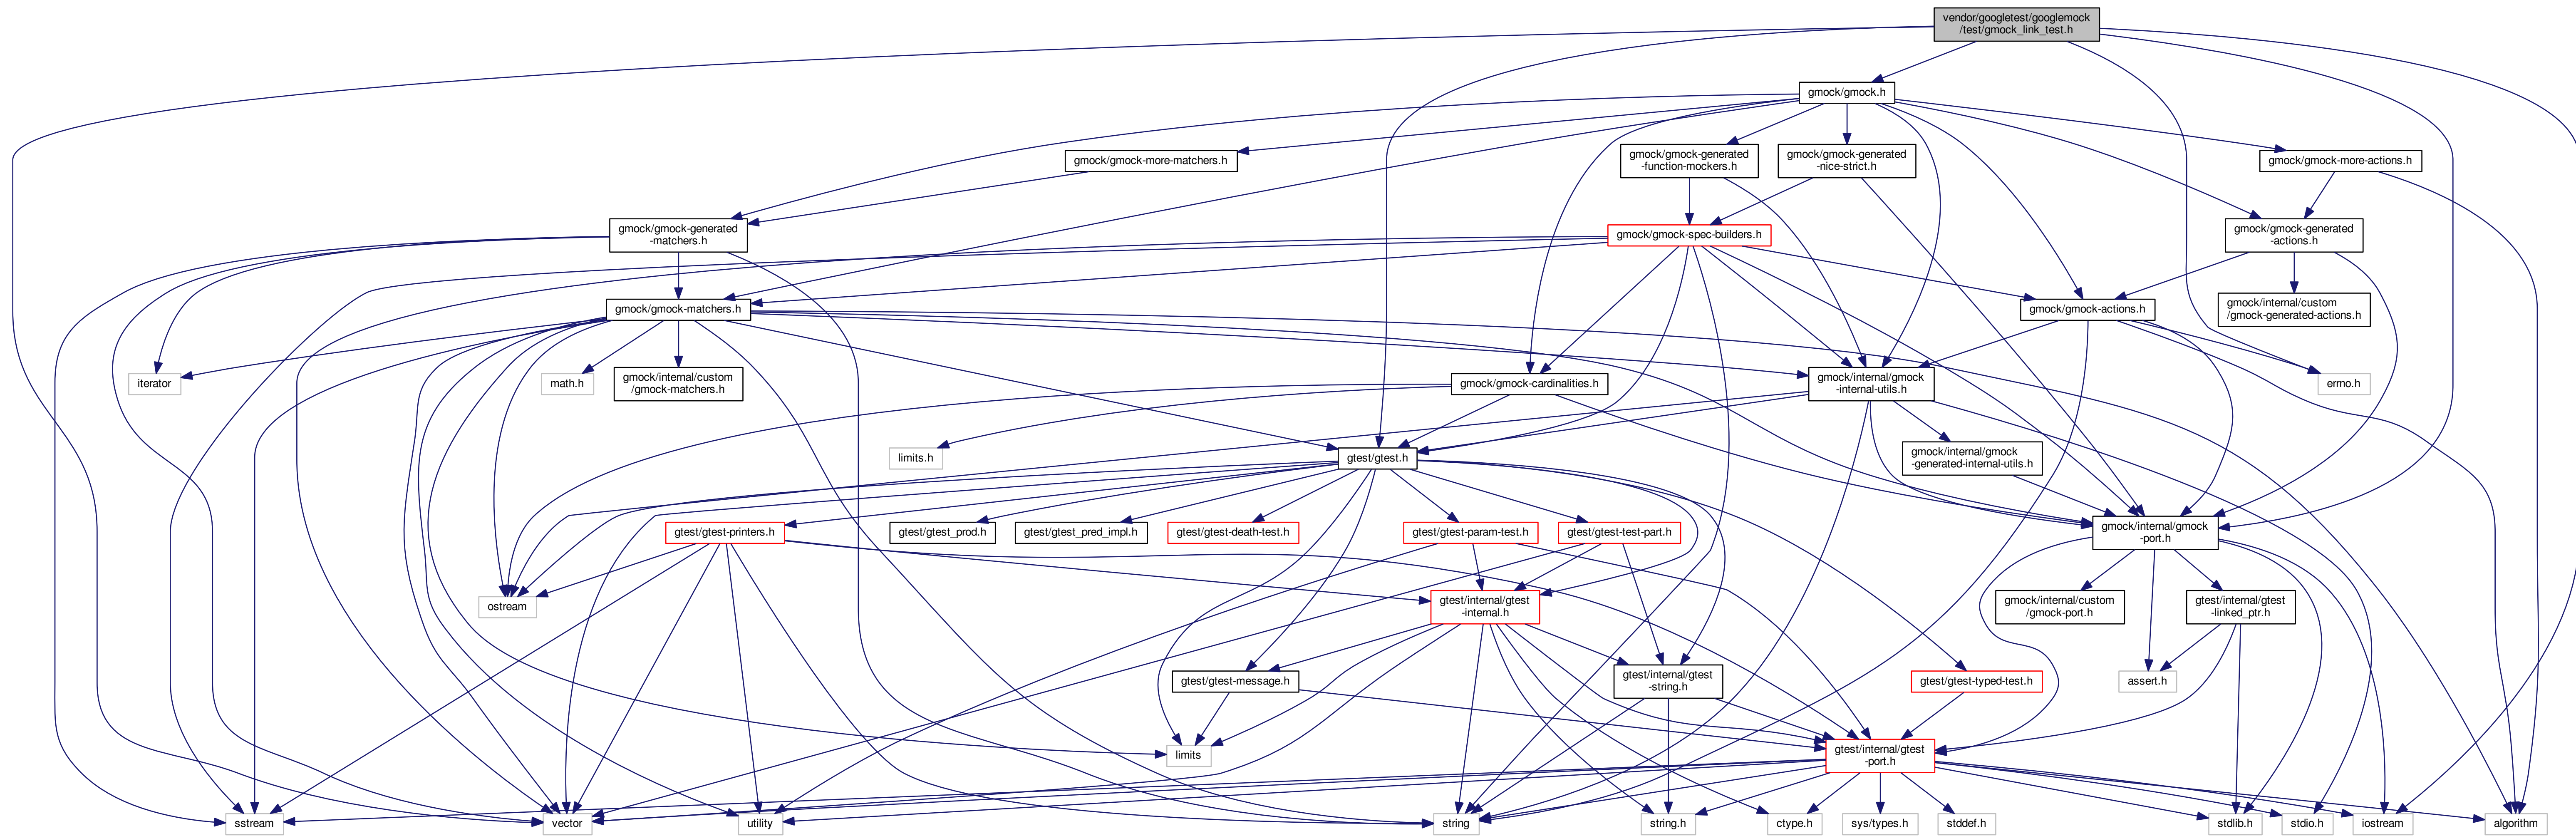 vendor/googletest/googlemock
/test/gmock_link_test.h
gmock/gmock.h
gmock/gmock-more-matchers.h
gmock/gmock-generated
-function-mockers.h
gmock/gmock-generated
-nice-strict.h
gmock/gmock-more-actions.h
gmock/gmock-generated
-matchers.h
gmock/gmock-spec-builders.h
gmock/gmock-generated
-actions.h
gmock/gmock-matchers.h
gmock/gmock-actions.h
gmock/internal/custom
/gmock-generated-actions.h
iterator
math.h
gmock/internal/custom
/gmock-matchers.h
gmock/gmock-cardinalities.h
gmock/internal/gmock
-internal-utils.h
errno.h
limits.h
gtest/gtest.h
gmock/internal/gmock
-generated-internal-utils.h
gtest/gtest-printers.h
gtest/gtest_prod.h
gtest/gtest_pred_impl.h
gtest/gtest-death-test.h
gtest/gtest-param-test.h
gtest/gtest-test-part.h
gmock/internal/gmock
-port.h
ostream
gtest/internal/gtest
-internal.h
gmock/internal/custom
/gmock-port.h
gtest/internal/gtest
-linked_ptr.h
gtest/gtest-message.h
gtest/internal/gtest
-string.h
gtest/gtest-typed-test.h
assert.h
limits
gtest/internal/gtest
-port.h
sstream
vector
utility
string
string.h
ctype.h
sys/types.h
stddef.h
stdlib.h
stdio.h
iostream
algorithm